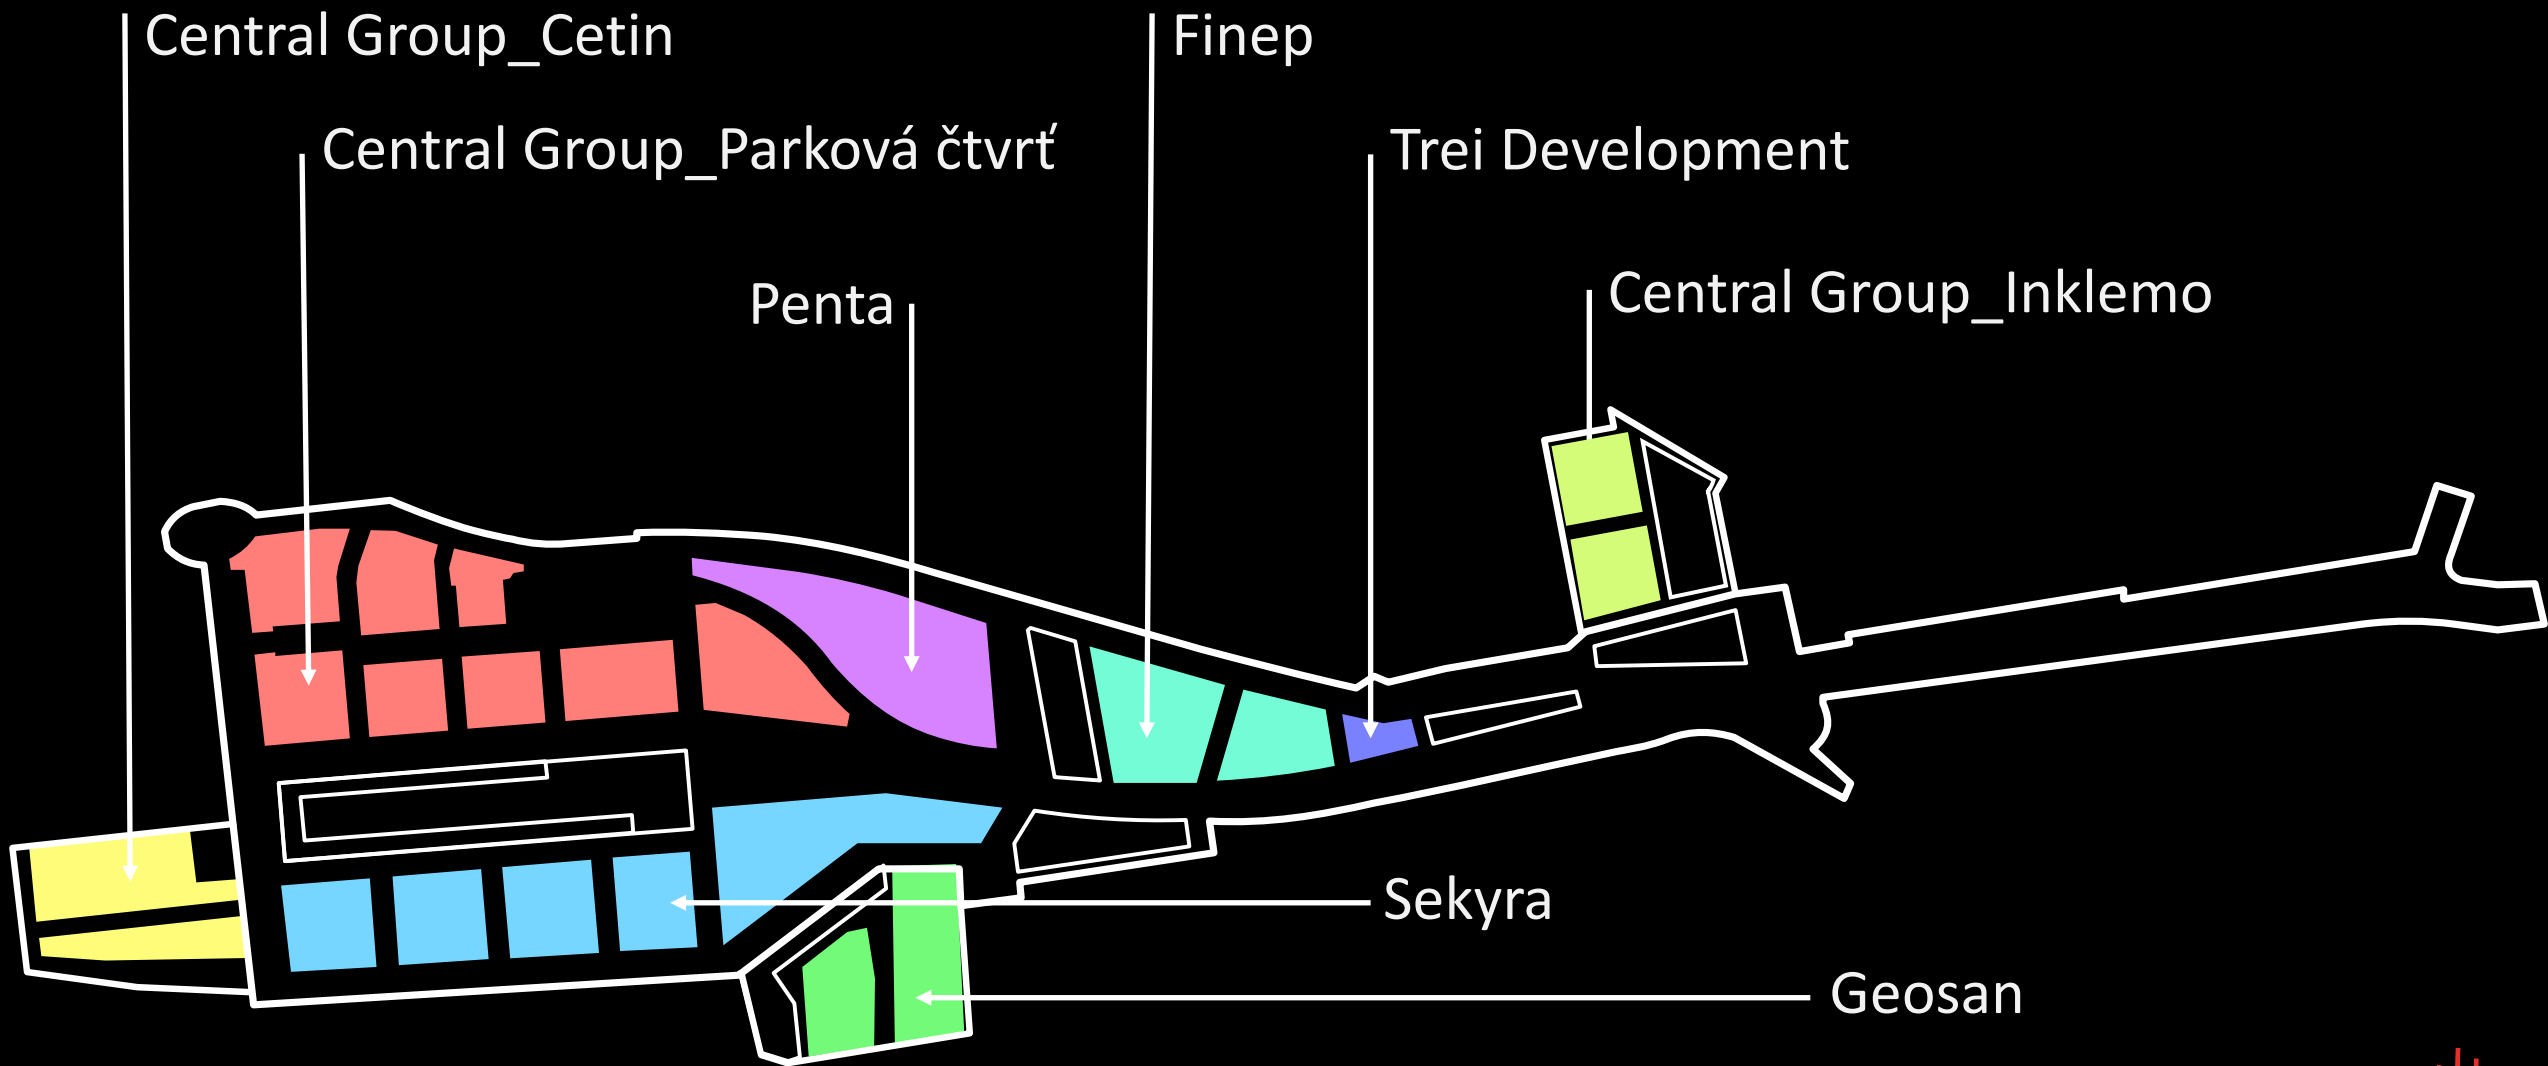 Central Group_Cetin
Finep
Central Group_Parková čtvrť
Trei Development
Penta
Central Group_Inklemo
Sekyra
Geosan